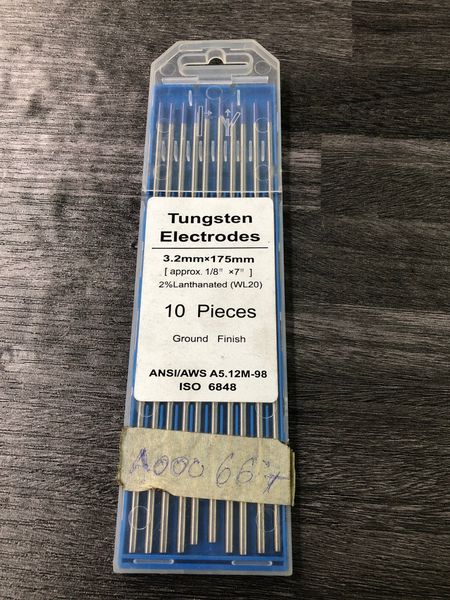 Tungsten
Electrodes
3.2mm×175mm
[ approx. 1/8" ×7" ]
2%Lanthanated (WL20)
10 Pieces
Ground Finish
ANSI/AWS A5.12M-98
ISO 6848
A000667